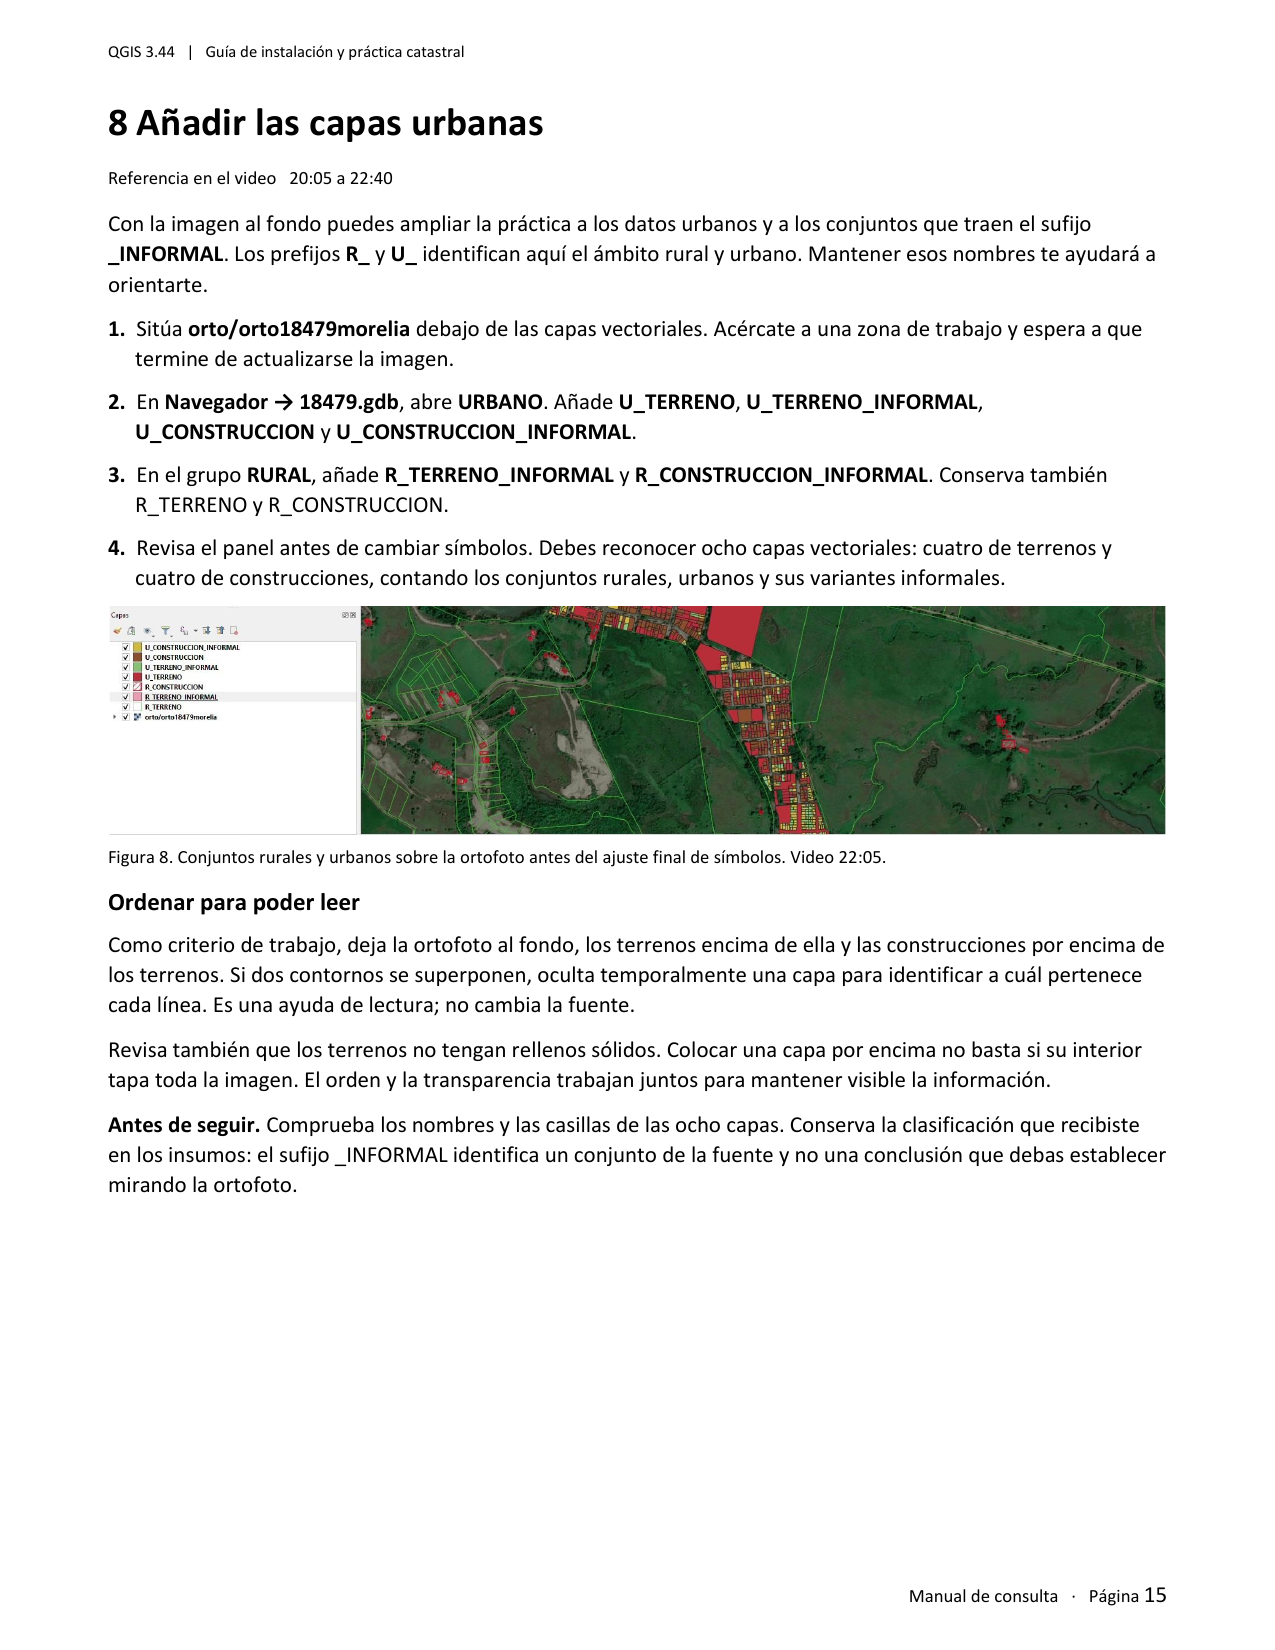 QGIS 3.44 | Guía de instalación y práctica catastral
8 Añadir las capas urbanas
Referencia en el video 20:05 a 22:40
Con la imagen al fondo puedes ampliar la práctica a los datos urbanos y a los conjuntos que traen el sufijo
_INFORMAL. Los prefijos R_ y U_ identifican aquí el ámbito rural y urbano. Mantener esos nombres te ayudará a
orientarte.
1. Sitúa orto/orto18479morelia debajo de las capas vectoriales. Acércate a una zona de trabajo y espera a que
termine de actualizarse la imagen.
2. En Navegador → 18479.gdb, abre URBANO. Añade U_TERRENO, U_TERRENO_INFORMAL,
U_CONSTRUCCION y U_CONSTRUCCION_INFORMAL.
3. En el grupo RURAL, añade R_TERRENO_INFORMAL y R_CONSTRUCCION_INFORMAL. Conserva también
R_TERRENO y R_CONSTRUCCION.
4. Revisa el panel antes de cambiar símbolos. Debes reconocer ocho capas vectoriales: cuatro de terrenos y
cuatro de construcciones, contando los conjuntos rurales, urbanos y sus variantes informales.
Capas
U_CONSTRUCCION_INFORMAL
U_CONSTRUCCION
U_TERRENO_INFORMAL
U_TERRENO
R_CONSTRUCCION
R_TERRENO_INFORMAL
R_TERRENO
orto/orto18479morelia
Figura 8. Conjuntos rurales y urbanos sobre la ortofoto antes del ajuste final de símbolos. Video 22:05.
Ordenar para poder leer
Como criterio de trabajo, deja la ortofoto al fondo, los terrenos encima de ella y las construcciones por encima de
los terrenos. Si dos contornos se superponen, oculta temporalmente una capa para identificar a cuál pertenece
cada línea. Es una ayuda de lectura; no cambia la fuente.
Revisa también que los terrenos no tengan rellenos sólidos. Colocar una capa por encima no basta si su interior
tapa toda la imagen. El orden y la transparencia trabajan juntos para mantener visible la información.
Antes de seguir. Comprueba los nombres y las casillas de las ocho capas. Conserva la clasificación que recibiste
en los insumos: el sufijo _INFORMAL identifica un conjunto de la fuente y no una conclusión que debas establecer
mirando la ortofoto.
Manual de consulta · Página 15